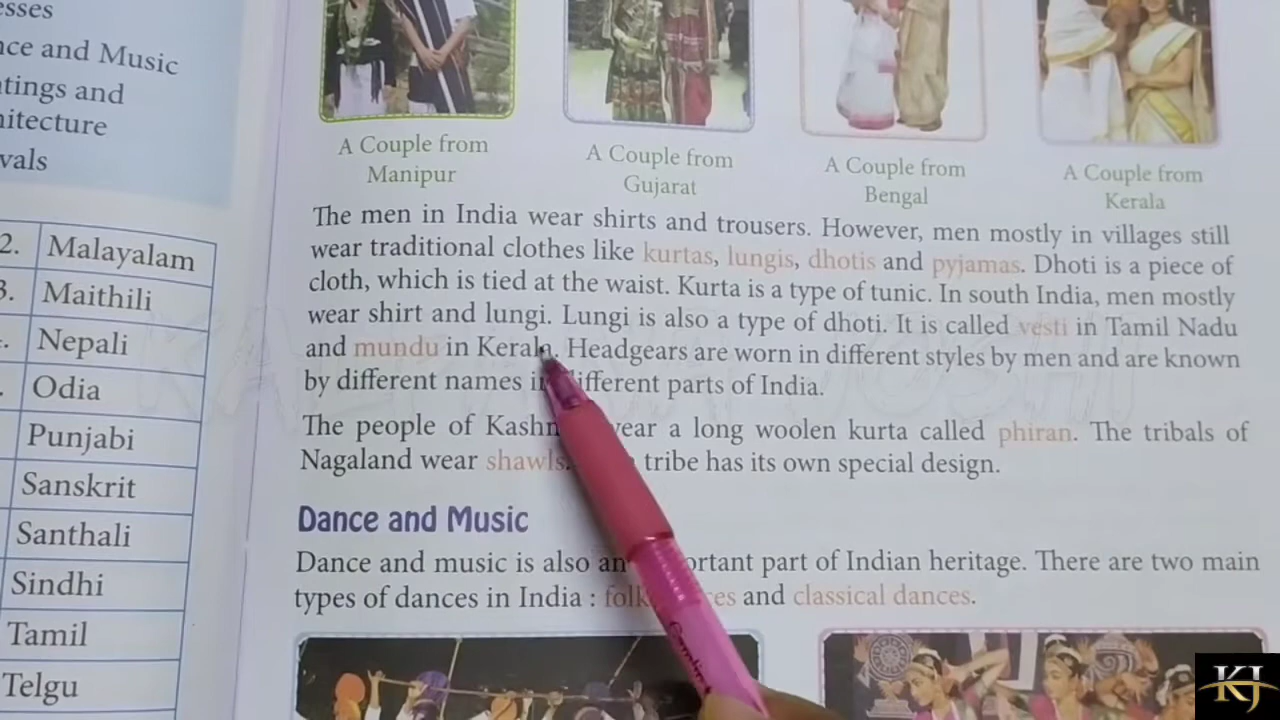 esses
nce and Music
tings and
hitecture
vals
2. Malayalam
3. Maithili
Nepali
Odia
Punjabi
Sanskrit
Santhali
Sindhi
Tamil
Telgu
A Couple from
Manipur
A Couple from
Gujarat
A Couple from
Bengal
A Couple from
Kerala
The men in India wear shirts and trousers. However, men mostly in villages still
wear traditional clothes like kurtas, lungis, dhotis and pyjamas. Dhoti is a piece of
cloth, which is tied at the waist. Kurta is a type of tunic. In south India, men mostly
wear shirt and lungi. Lungi is also a type of dhoti. It is called vesti in Tamil Nadu
and mundu in Kerala. Headgears are worn in different styles by men and are known
by different names in different parts of India.
The people of Kashmir wear a long woolen kurta called phiran. The tribals of
Nagaland wear shawls. tribe has its own special design.
Dance and Music
Dance and music is also an important part of Indian heritage. There are two main
types of dances in India : folk dances and classical dances.
KALPANA JOSHI
KJ